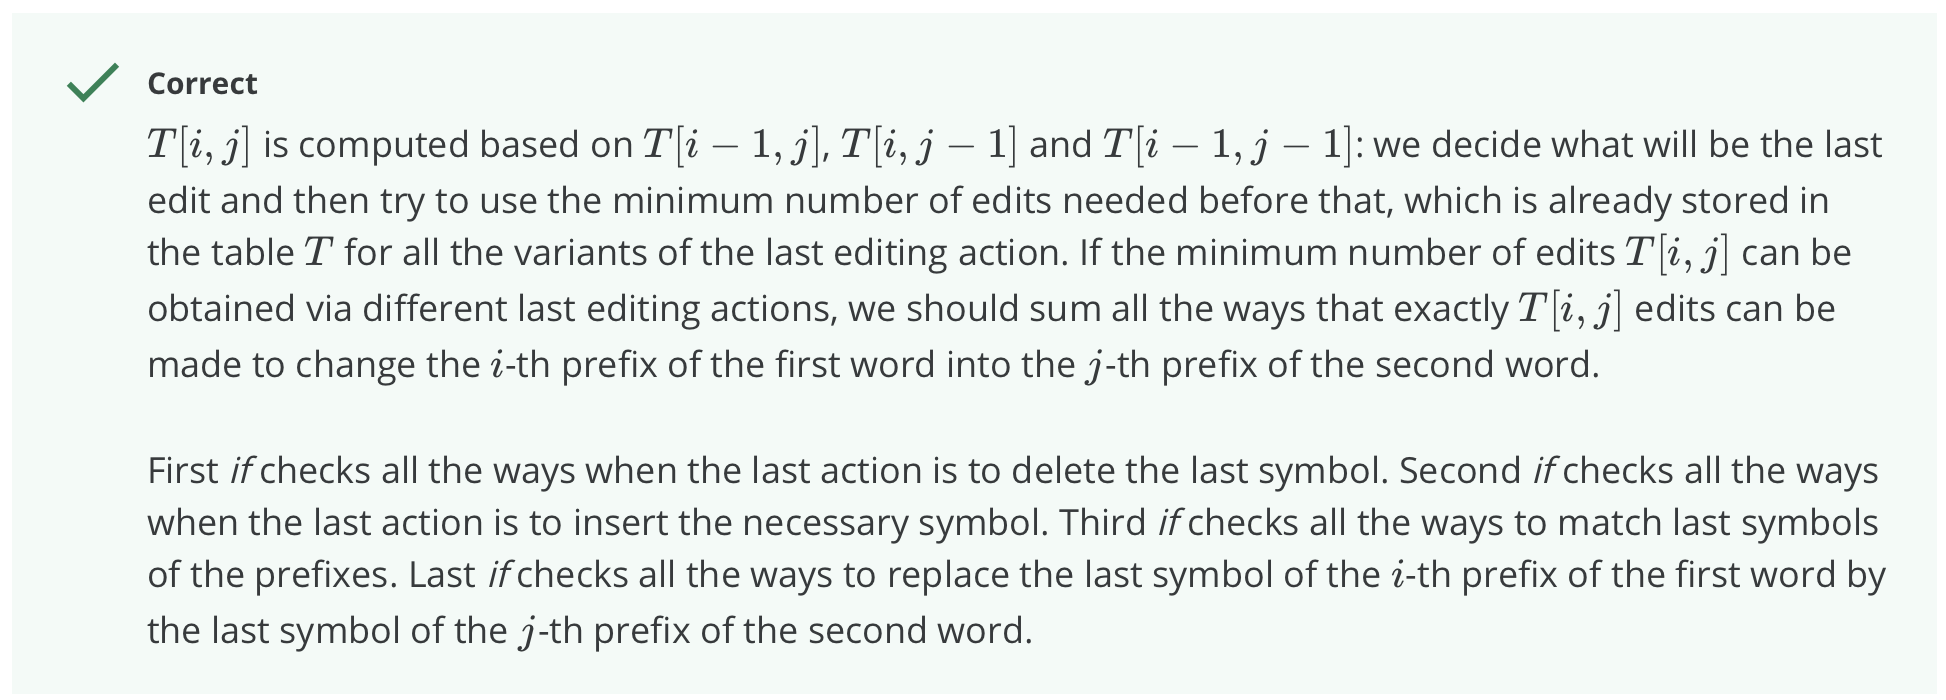 Correct
T[i, j] is computed based on T[i − 1, j], T[i, j − 1] and T[i − 1, j − 1]: we decide what will be the last
edit and then try to use the minimum number of edits needed before that, which is already stored in
the table T for all the variants of the last editing action. If the minimum number of edits T[i, j] can be
obtained via different last editing actions, we should sum all the ways that exactly T[i, j] edits can be
made to change the i-th prefix of the first word into the j-th prefix of the second word.
First if checks all the ways when the last action is to delete the last symbol. Second if checks all the ways
when the last action is to insert the necessary symbol. Third if checks all the ways to match last symbols
of the prefixes. Last if checks all the ways to replace the last symbol of the i-th prefix of the first word by
the last symbol of the j-th prefix of the second word.